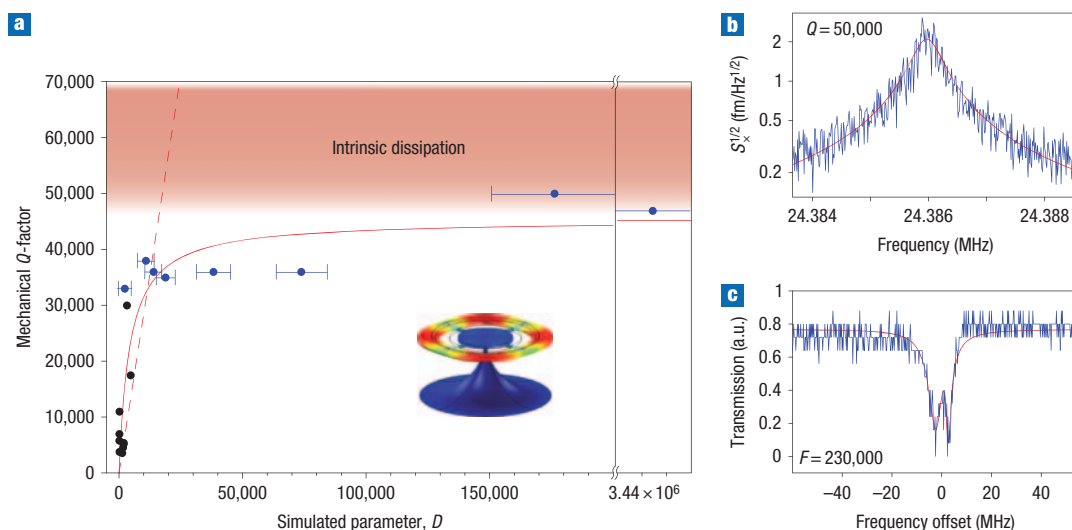 a
70,000
60,000
50,000
40,000
30,000
20,000
10,000
0
Mechanical Q-factor
Intrinsic dissipation
0
50,000
100,000
150,000
3.44 × 10⁶
Simulated parameter, D
b
Q = 50,000
2
1
0.5
0.2
S×^1/2 (fm/Hz^1/2)
24.384
24.386
24.388
Frequency (MHz)
c
1
0.8
0.6
0.4
0.2
0
Transmission (a.u.)
F = 230,000
–40
–20
0
20
40
Frequency offset (MHz)